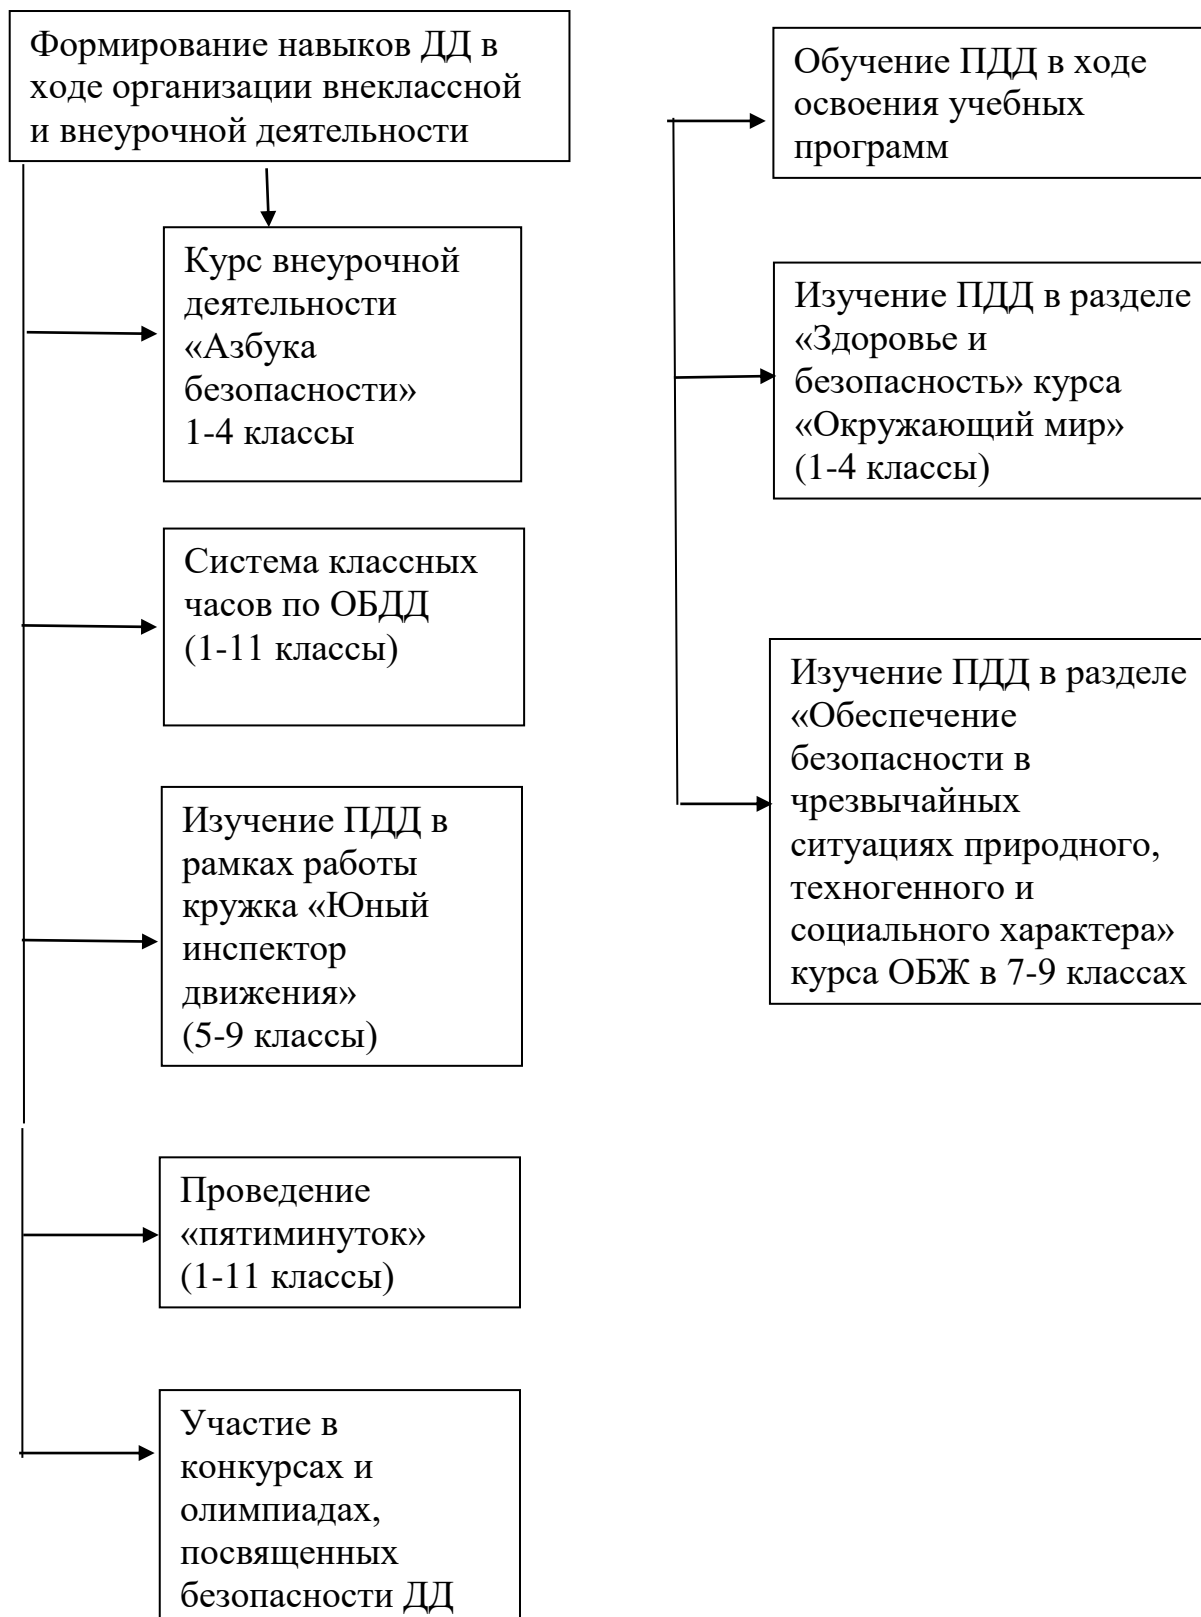 Формирование навыков ДД в
ходе организации внеклассной
и внеурочной деятельности
Курс внеурочной
деятельности
«Азбука
безопасности»
1-4 классы
Система классных
часов по ОБДД
(1-11 классы)
Изучение ПДД в
рамках работы
кружка «Юный
инспектор
движения»
(5-9 классы)
Проведение
«пятиминуток»
(1-11 классы)
Участие в
конкурсах и
олимпиадах,
посвященных
безопасности ДД
Обучение ПДД в ходе
освоения учебных
программ
Изучение ПДД в разделе
«Здоровье и
безопасность» курса
«Окружающий мир»
(1-4 классы)
Изучение ПДД в разделе
«Обеспечение
безопасности в
чрезвычайных
ситуациях природного,
техногенного и
социального характера»
курса ОБЖ в 7-9 классах